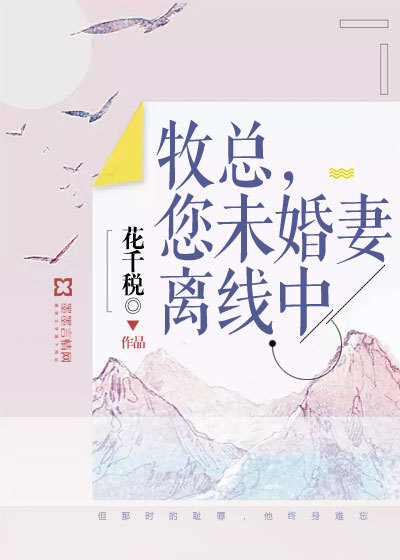 牧总，
您未婚妻
离线中
花千税◎
作品
但那时的耻辱，他终身难忘